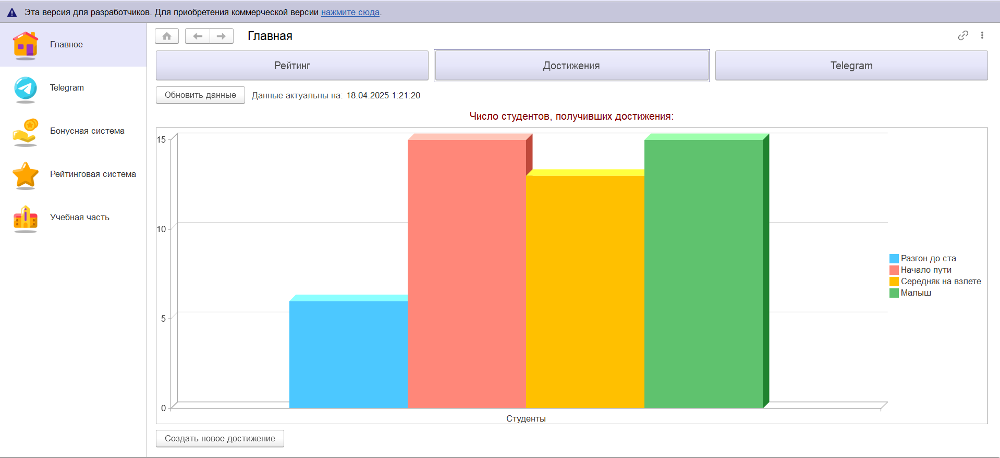 Эта версия для разработчиков. Для приобретения коммерческой версии нажмите сюда.
Главное
Telegram
Бонусная система
Рейтинговая система
Учебная часть
Главная
Рейтинг
Достижения
Telegram
Обновить данные
Данные актуальны на: 18.04.2025 1:21:20
Число студентов, получивших достижения:
15
10
5
0
Студенты
Разгон до ста
Начало пути
Середняк на взлете
Малыш
Создать новое достижение